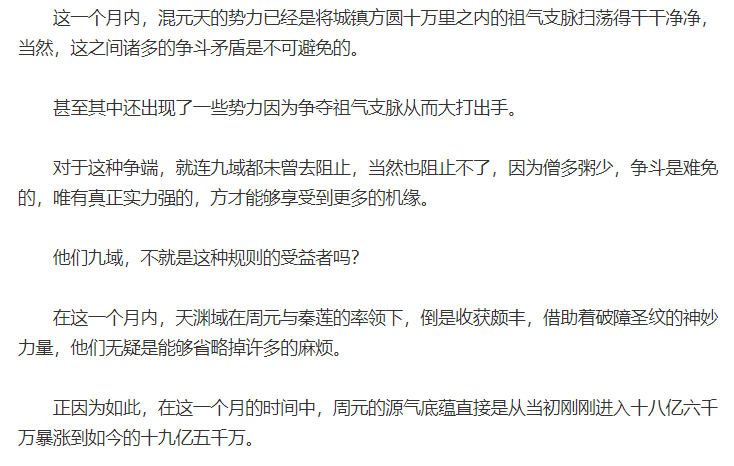 这一个月内，混元天的势力已经是将城镇方圆十万里之内的祖气支脉扫荡得干干净净，
当然，这之间诸多的争斗矛盾是不可避免的。
甚至其中还出现了一些势力因为争夺祖气支脉从而大打出手。
对于这种争端，就连九域都未曾去阻止，当然也阻止不了，因为僧多粥少，争斗是难免
的，唯有真正实力强的，方才能够享受到更多的机缘。
他们九域，不就是这种规则的受益者吗？
在这一个月内，天渊域在周元与秦莲的率领下，倒是收获颇丰，借助着破障圣纹的神妙
力量，他们无疑是能够省略掉许多的麻烦。
正因为如此，在这一个月的时间中，周元的源气底蕴直接是从当初刚刚进入十八亿六千
万暴涨到如今的十九亿五千万。